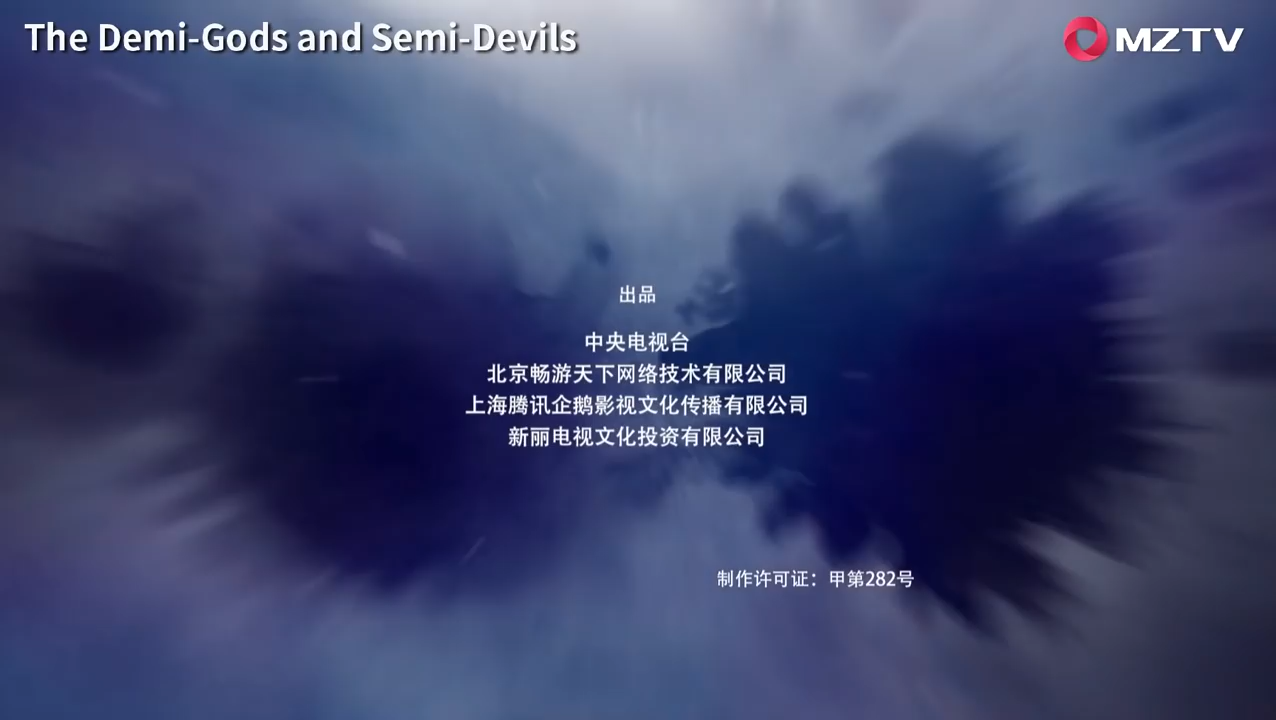 The Demi-Gods and Semi-Devils
MZTV
出品
中央电视台
北京畅游天下网络技术有限公司
上海腾讯企鹅影视文化传播有限公司
新丽电视文化投资有限公司
制作许可证：甲第282号